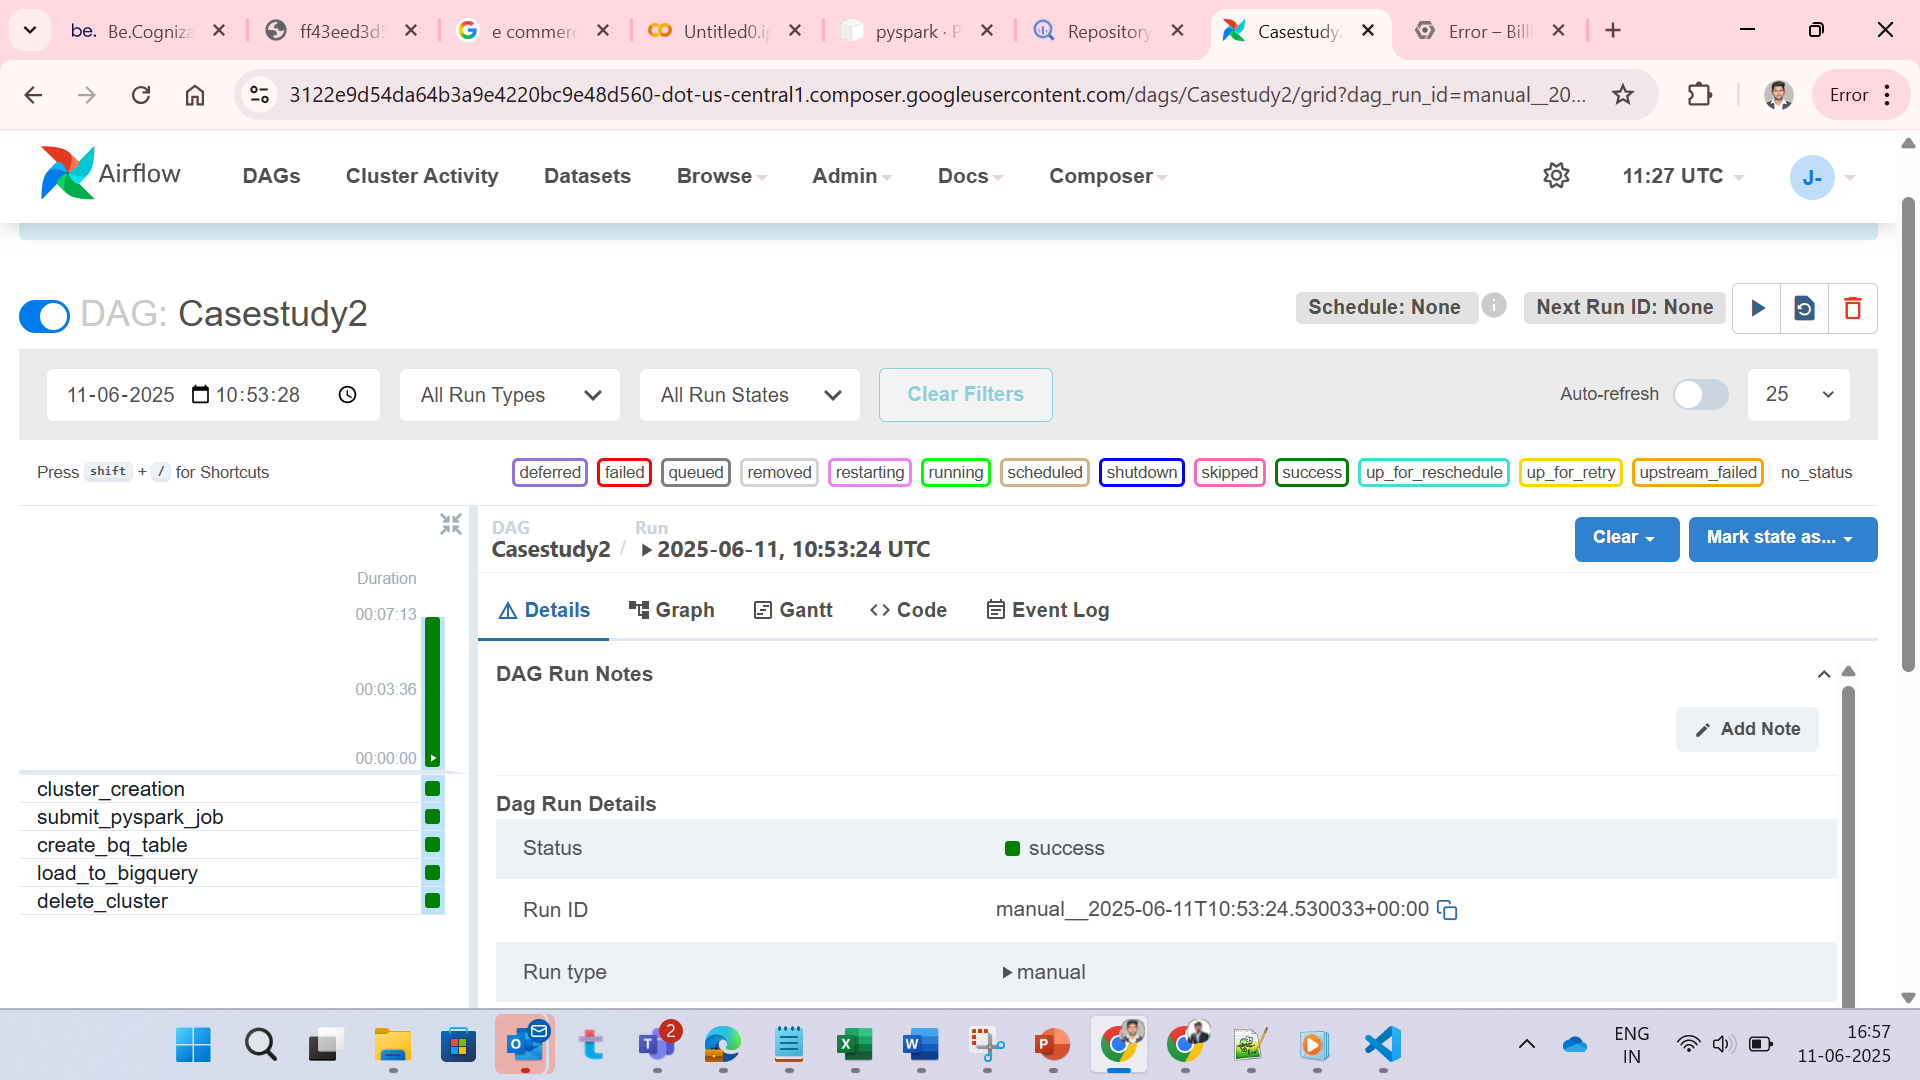 be. Be.Cogniza
ff43eed3d5
e commerc
Untitled0.i
pyspark · P
Repository
Casestudy2
Error – Billi
3122e9d54da64b3a9e4220bc9e48d560-dot-us-central1.composer.googleusercontent.com/dags/Casestudy2/grid?dag_run_id=manual__20...
Error
Airflow
DAGs
Cluster Activity
Datasets
Browse
Admin
Docs
Composer
11:27 UTC
J-
DAG: Casestudy2
Schedule: None
i
Next Run ID: None
11-06-2025 10:53:28
All Run Types
All Run States
Clear Filters
Auto-refresh
25
Press shift + / for Shortcuts
deferred
failed
queued
removed
restarting
running
scheduled
shutdown
skipped
success
up_for_reschedule
up_for_retry
upstream_failed
no_status
Duration
00:07:13
00:03:36
00:00:00
cluster_creation
submit_pyspark_job
create_bq_table
load_to_bigquery
delete_cluster
DAG
Casestudy2
/
Run
2025-06-11, 10:53:24 UTC
Clear
Mark state as...
Details
Graph
Gantt
Code
Event Log
DAG Run Notes
Add Note
Dag Run Details
Status
success
Run ID
manual__2025-06-11T10:53:24.530033+00:00
Run type
manual
2
ENG
IN
16:57
11-06-2025